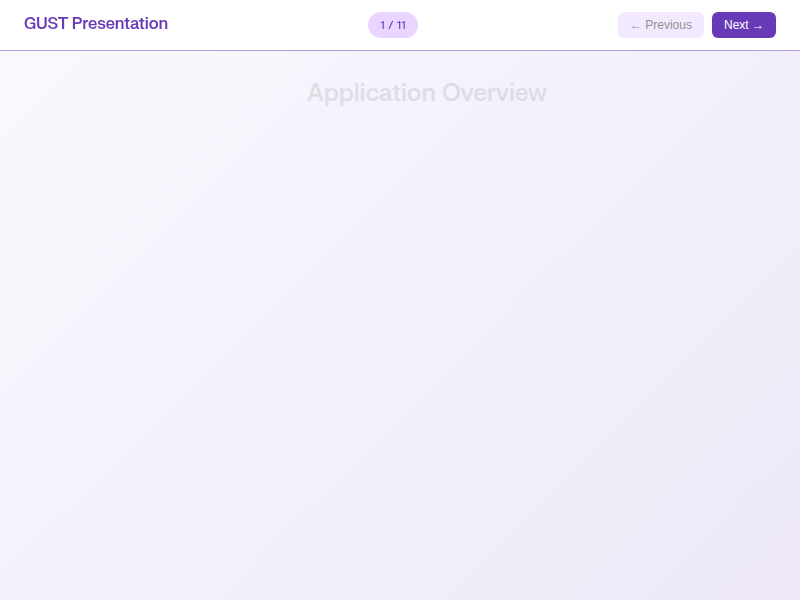 GUST Presentation
1 / 11
← Previous
Next →
Application Overview